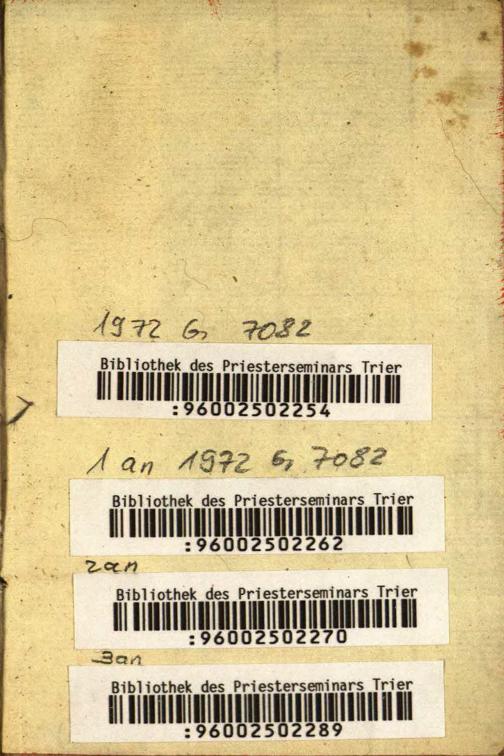 1972 G 7082
Bibliothek des Priesterseminars Trier
:96002502254
1 an 1972 G 7082
Bibliothek des Priesterseminars Trier
:96002502262
2an
Bibliothek des Priesterseminars Trier
:96002502270
3an
Bibliothek des Priesterseminars Trier
:96002502289